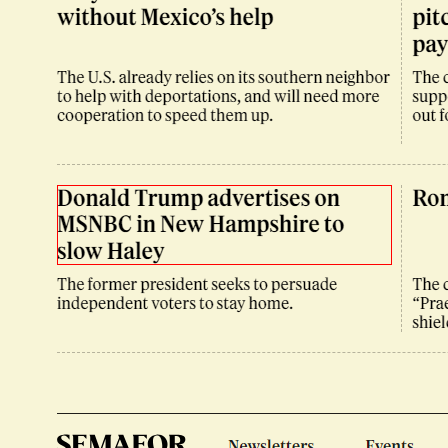 without Mexico's help
pitc
pay
The U.S. already relies on its southern neighbor
to help with deportations, and will need more
cooperation to speed them up.
The c
supp
out f
Donald Trump advertises on
MSNBC in New Hampshire to
slow Haley
The former president seeks to persuade
independent voters to stay home.
Ron
The c
"Prae
shiel
SEMAFOR
Newsletters
Events